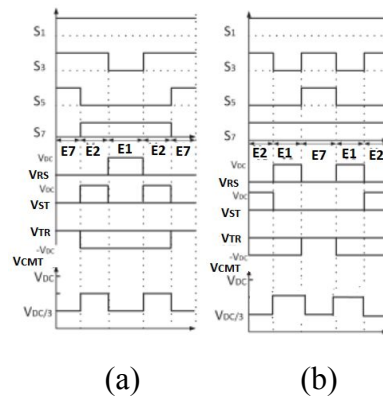 S1
S1
S3
S3
S5
S5
S7
S7
E7 E2 E1 E2 E7
E2 E1 E7 E1 E2
VDC
VDC
VRS
VRS
VDC
VDC
VST
VST
VTR
VTR
-VDC
-VDC
VCMT
VCMT
VDC
VDC
VDC/3
VDC/3
(a) (b)